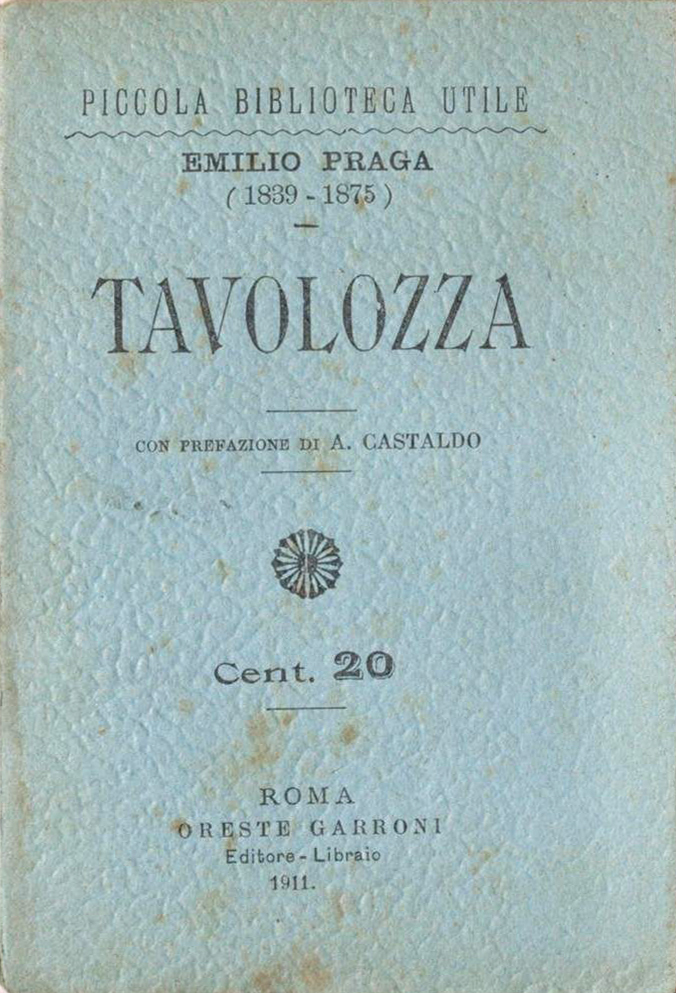 PICCOLA BIBLIOTECA UTILE
EMILIO PRAGA
(1839-1875)
TAVOLOZZA
CON PREFAZIONE DI A. CASTALDO
Cent. 20
ROMA
ORESTE GARRONI
Editore-Libraio
1911.